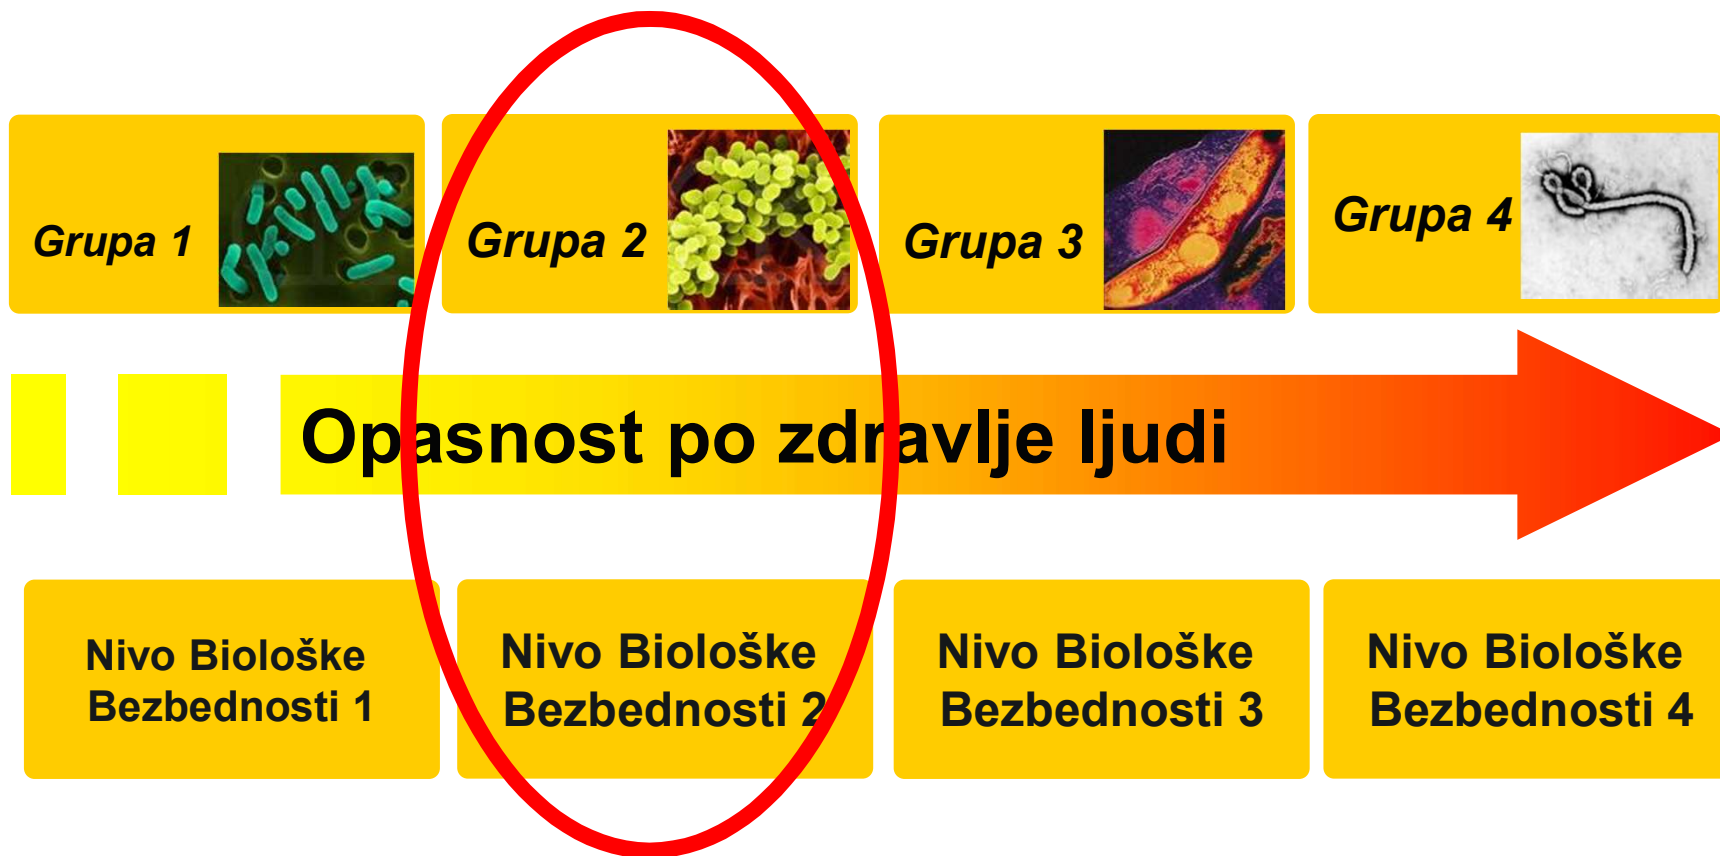 Grupa 1
Grupa 2
Grupa 3
Grupa 4
Opasnost po zdravlje ljudi
Nivo Biološke
Bezbednosti 1
Nivo Biološke
Bezbednosti 2
Nivo Biološke
Bezbednosti 3
Nivo Biološke
Bezbednosti 4